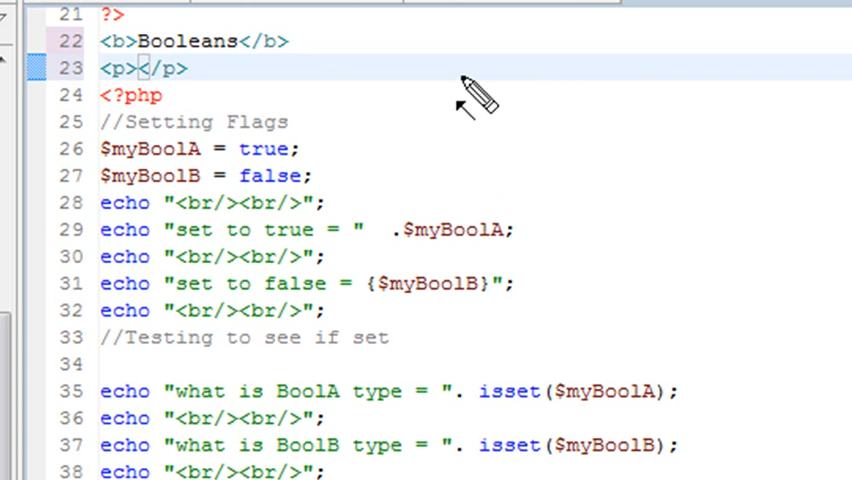 21 ?>
22 <b>Booleans</b>
23 <p></p>
24 <?php
25 //Setting Flags
26 $myBoolA = true;
27 $myBoolB = false;
28 echo "<br/><br/>";
29 echo "set to true = "  .$myBoolA;
30 echo "<br/><br/>";
31 echo "set to false = {$myBoolB}";
32 echo "<br/><br/>";
33 //Testing to see if set
34
35 echo "what is BoolA type = ". isset($myBoolA);
36 echo "<br/><br/>";
37 echo "what is BoolB type = ". isset($myBoolB);
38 echo "<br/><br/>";